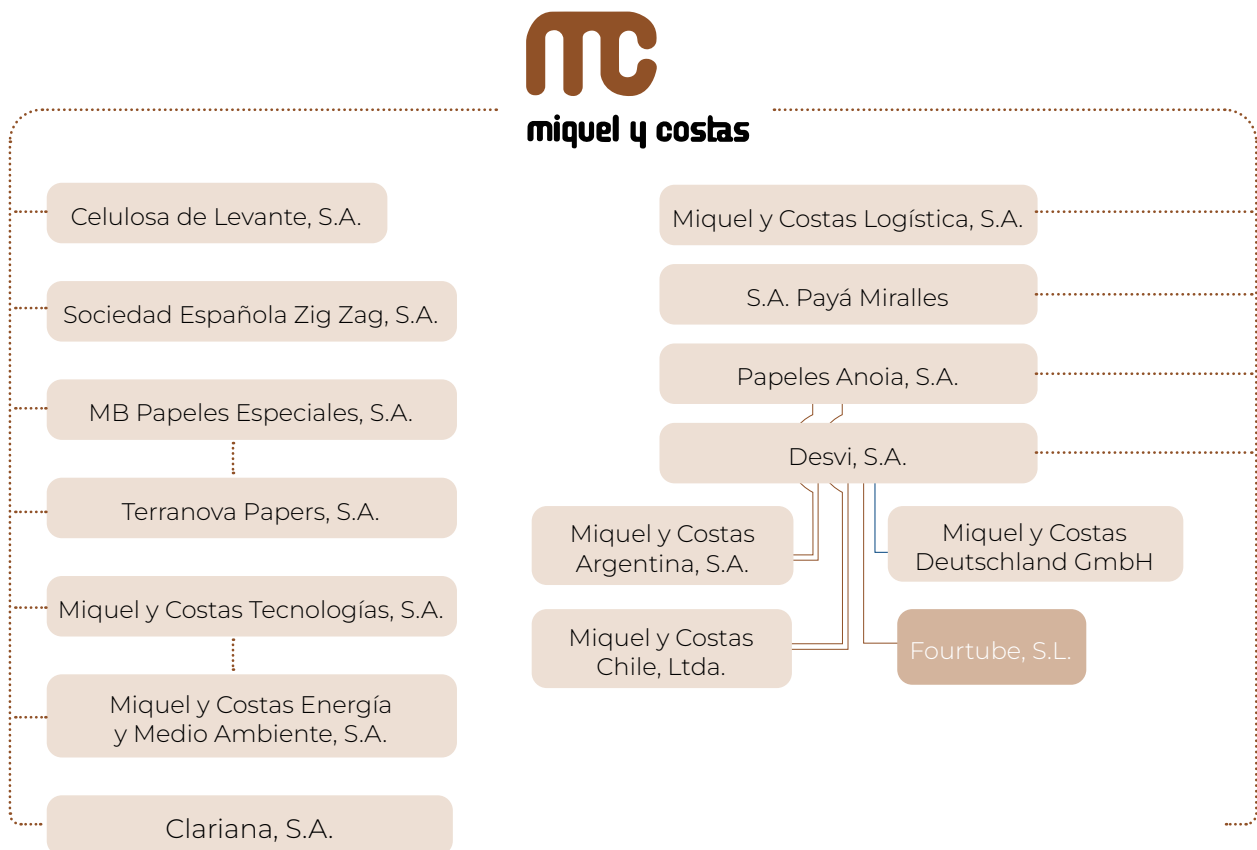 mc
miquel y costas
Celulosa de Levante, S.A.
Sociedad Española Zig Zag, S.A.
MB Papeles Especiales, S.A.
Terranova Papers, S.A.
Miquel y Costas Tecnologías, S.A.
Miquel y Costas Energía
y Medio Ambiente, S.A.
Clariana, S.A.
Miquel y Costas Logística, S.A.
S.A. Payá Miralles
Papeles Anoia, S.A.
Desvi, S.A.
Miquel y Costas
Argentina, S.A.
Miquel y Costas
Deutschland GmbH
Miquel y Costas
Chile, Ltda.
Fourtube, S.L.